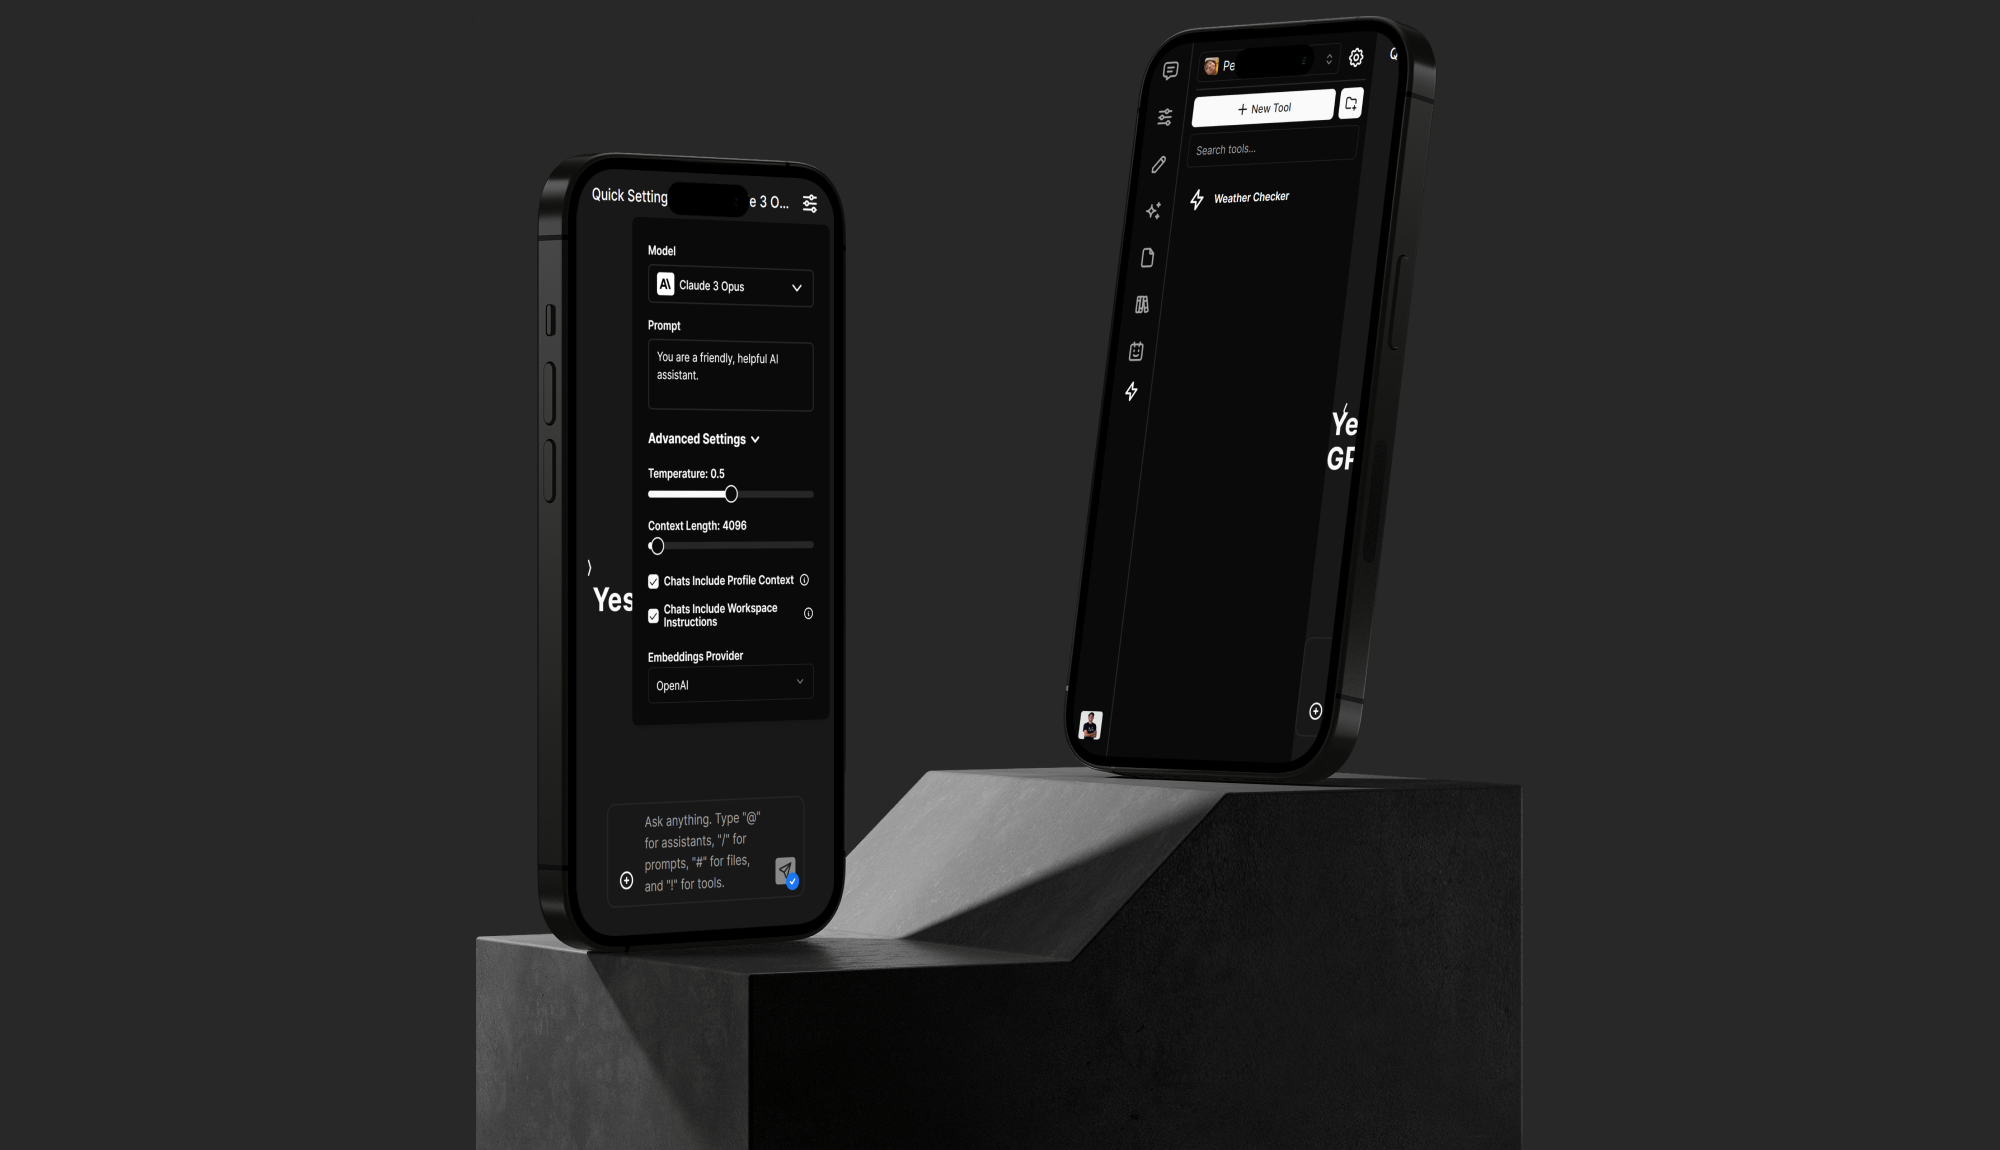 Quick Setting
e 3 O...
Model
A\ Claude 3 Opus
Prompt
You are a friendly, helpful AI
assistant.
Advanced Settings
Temperature: 0.5
Context Length: 4096
Chats Include Profile Context
Chats Include Workspace
Instructions
Embeddings Provider
OpenAI
Yes
Ask anything. Type "@"
for assistants, "/" for
prompts, "#" for files,
and "!" for tools.
Pe
Q
+ New Tool
Search tools...
Weather Checker
Ye
GP